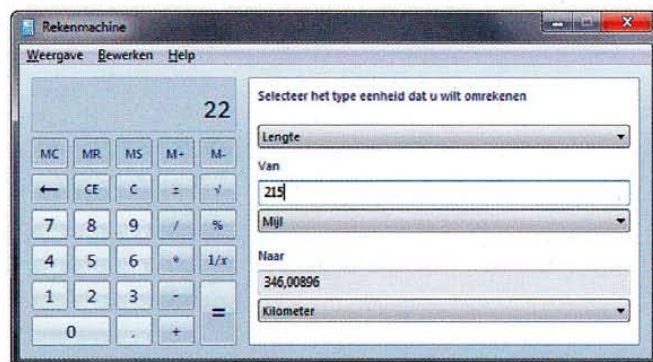 Rekenmachine
Weergave Bewerken Help
22
MC MR MS M+ M-
← CE C ± √
7 8 9 / %
4 5 6 * 1/x
1 2 3 - =
0 , +
Selecteer het type eenheid dat u wilt omrekenen
Lengte
Van
215
Mijl
Naar
346,00896
Kilometer